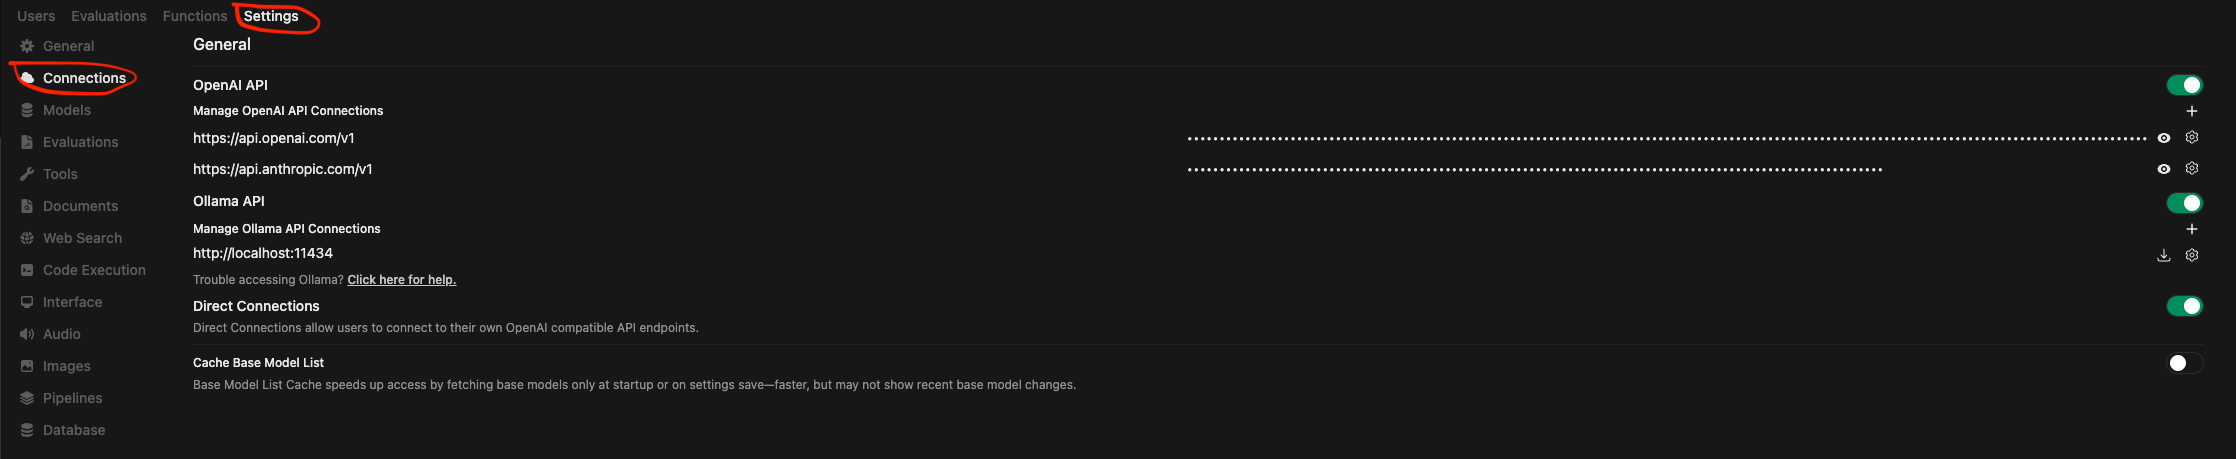 Users Evaluations Functions Settings
General
Connections
Models
Evaluations
Tools
Documents
Web Search
Code Execution
Interface
Audio
Images
Pipelines
Database
General
OpenAI API
Manage OpenAI API Connections
https://api.openai.com/v1
https://api.anthropic.com/v1
Ollama API
Manage Ollama API Connections
http://localhost:11434
Trouble accessing Ollama? Click here for help.
Direct Connections
Direct Connections allow users to connect to their own OpenAI compatible API endpoints.
Cache Base Model List
Base Model List Cache speeds up access by fetching base models only at startup or on settings save—faster, but may not show recent base model changes.